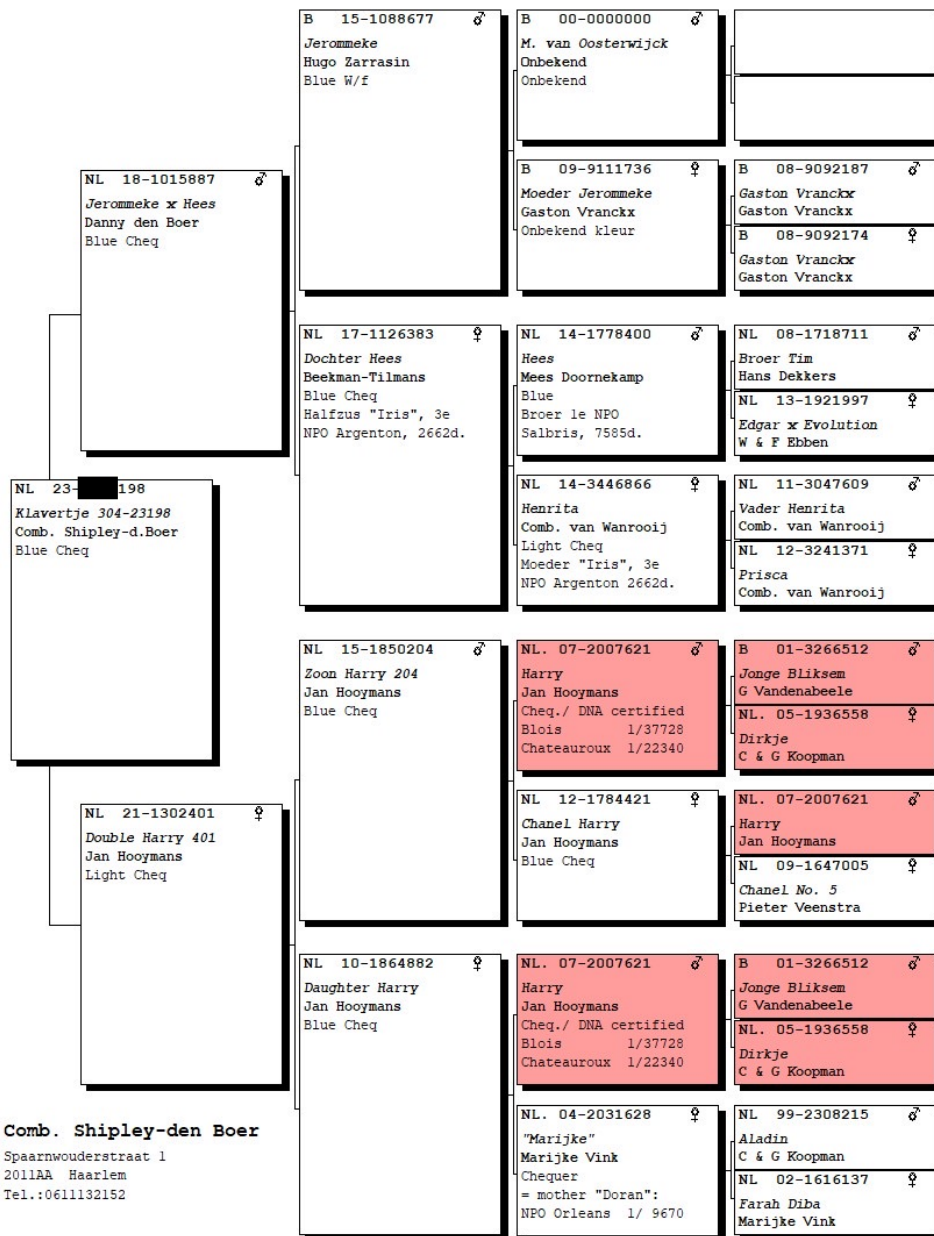 B 15-1088677 ♂
Jerommeke
Hugo Zarrasin
Blue W/f
B 00-0000000 ♂
M. van Oosterwijck
Onbekend
Onbekend
B 09-9111736 ♀
Moeder Jerommeke
Gaston Vranckx
Onbekend kleur
B 08-9092187 ♂
Gaston Vranckx
Gaston Vranckx
B 08-9092174 ♀
Gaston Vranckx
Gaston Vranckx
NL 18-1015887 ♂
Jerommeke x Hees
Danny den Boer
Blue Cheq
NL 17-1126383 ♀
Dochter Hees
Beekman-Tilmans
Blue Cheq
Halfzus "Iris", 3e
NPO Argenton, 2662d.
NL 14-1778400 ♂
Hees
Mees Doornekamp
Blue
Broer 1e NPO
Salbris, 7585d.
NL 08-1718711 ♂
Broer Tim
Hans Dekkers
NL 13-1921997 ♀
Edgar x Evolution
W & F Ebben
NL 14-3446866 ♀
Henrita
Comb. van Wanrooij
Light Cheq
Moeder "Iris", 3e
NPO Argenton 2662d.
NL 11-3047609 ♂
Vader Henrita
Comb. van Wanrooij
NL 12-3241371 ♀
Prisca
Comb. van Wanrooij
NL 23- 198
Klavertje 304-23198
Comb. Shipley-d.Boer
Blue Cheq
NL 15-1850204 ♂
Zoon Harry 204
Jan Hooymans
Blue Cheq
NL. 07-2007621 ♂
Harry
Jan Hooymans
Cheq./ DNA certified
Blois 1/37728
Chateauroux 1/22340
B 01-3266512 ♂
Jonge Bliksem
G Vandenabeele
NL. 05-1936558 ♀
Dirkje
C & G Koopman
NL 12-1784421 ♀
Chanel Harry
Jan Hooymans
Blue Cheq
NL. 07-2007621 ♂
Harry
Jan Hooymans
NL 09-1647005 ♀
Chanel No. 5
Pieter Veenstra
NL 21-1302401 ♀
Double Harry 401
Jan Hooymans
Light Cheq
NL 10-1864882 ♀
Daughter Harry
Jan Hooymans
Blue Cheq
NL. 07-2007621 ♂
Harry
Jan Hooymans
Cheq./ DNA certified
Blois 1/37728
Chateauroux 1/22340
B 01-3266512 ♂
Jonge Bliksem
G Vandenabeele
NL. 05-1936558 ♀
Dirkje
C & G Koopman
NL. 04-2031628 ♀
"Marijke"
Marijke Vink
Chequer
= mother "Doran":
NPO Orleans 1/ 9670
NL 99-2308215 ♂
Aladin
C & G Koopman
NL 02-1616137 ♀
Farah Diba
Marijke Vink
Comb. Shipley-den Boer
Spaarnwouderstraat 1
2011AA Haarlem
Tel.:0611132152